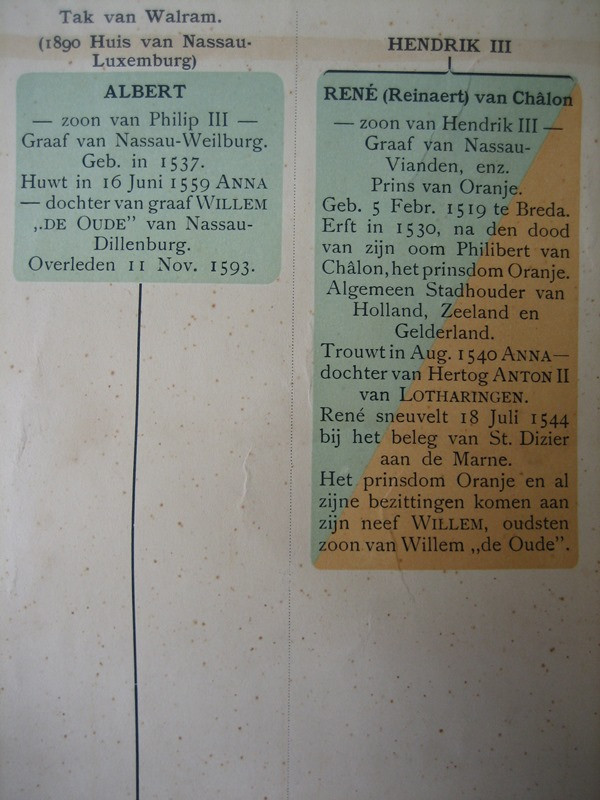 Tak van Walram.
(1890 Huis van Nassau-
Luxemburg)
ALBERT
— zoon van Philip III —
Graaf van Nassau-Weilburg.
Geb. in 1537.
Huwt in 16 Juni 1559 ANNA
— dochter van graaf WILLEM
„DE OUDE” van Nassau-
Dillenburg.
Overleden 11 Nov. 1593.
HENDRIK III
RENÉ (Reinaert) van Châlon
— zoon van Hendrik III —
Graaf van Nassau-
Vianden, enz.
Prins van Oranje.
Geb. 5 Febr. 1519 te Breda.
Erft in 1530, na den dood
van zijn oom Philibert van
Châlon, het prinsdom Oranje.
Algemeen Stadhouder van
Holland, Zeeland en
Gelderland.
Trouwt in Aug. 1540 ANNA—
dochter van Hertog ANTON II
van LOTHARINGEN.
René sneuvelt 18 Juli 1544
bij het beleg van St. Dizier
aan de Marne.
Het prinsdom Oranje en al
zijne bezittingen komen aan
zijn neef WILLEM, oudsten
zoon van Willem „de Oude”.